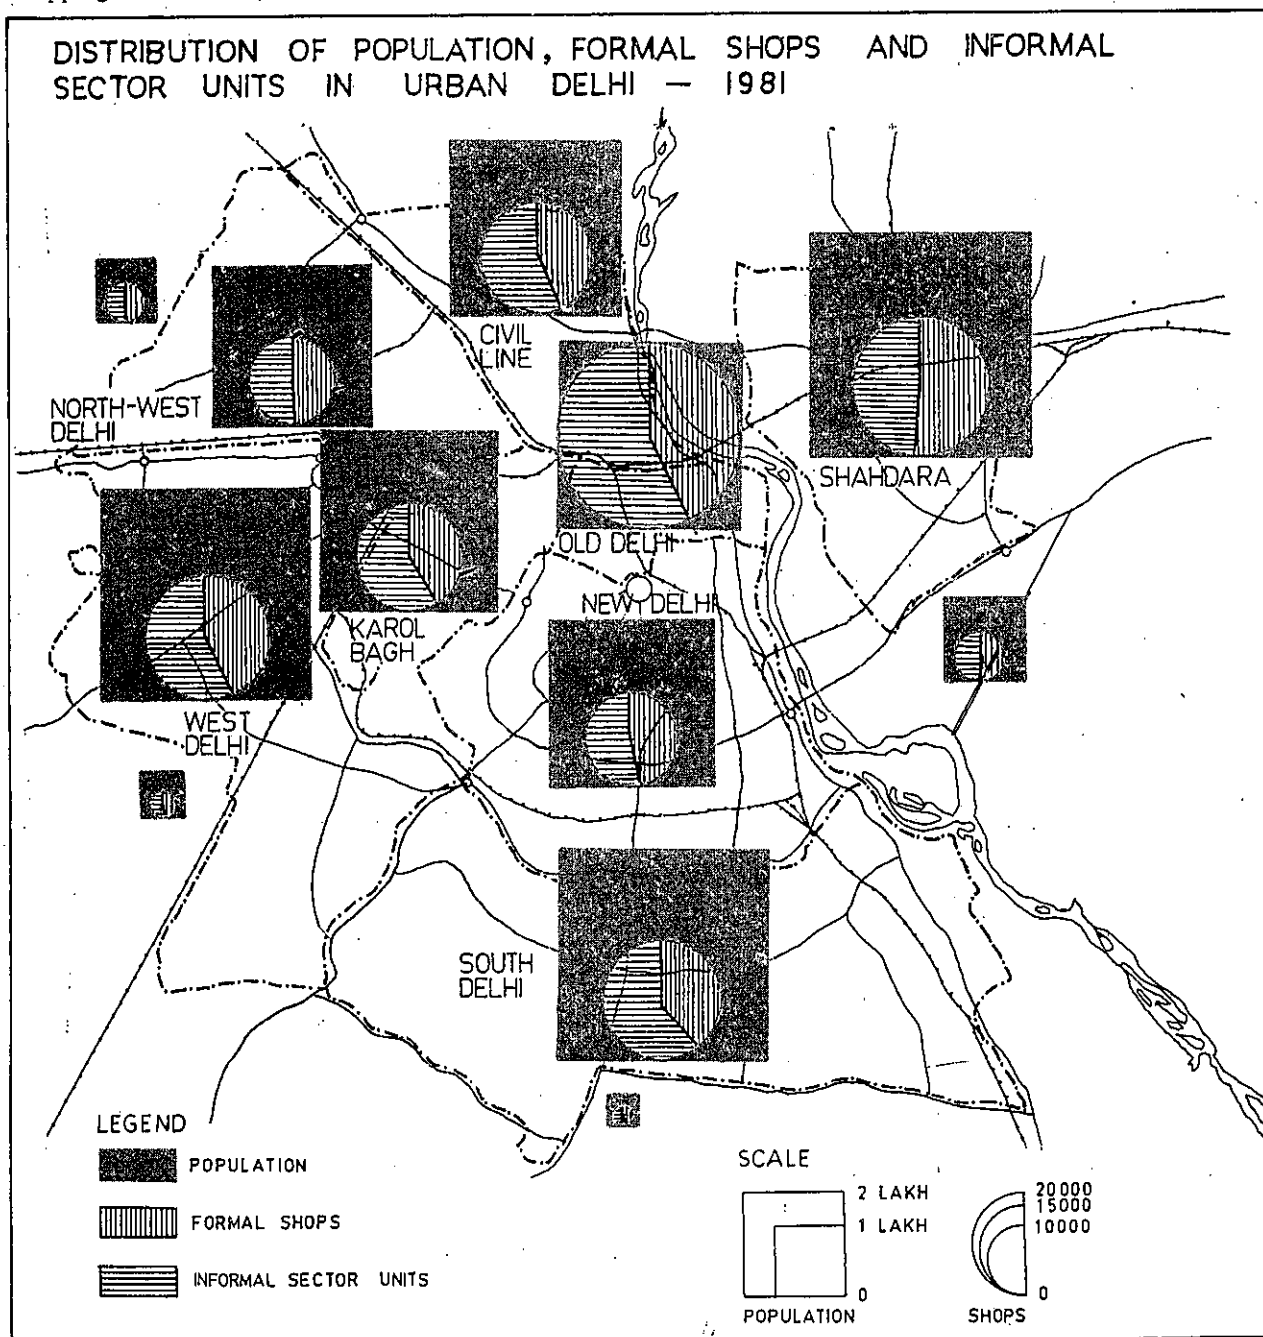 DISTRIBUTION OF POPULATION, FORMAL SHOPS AND INFORMAL
SECTOR UNITS IN URBAN DELHI — 1981
CIVIL
LINE
NORTH-WEST
DELHI
SHAHDARA
OLD DELHI
NEW DELHI
KAROL
BAGH
WEST
DELHI
SOUTH
DELHI
LEGEND
POPULATION
FORMAL SHOPS
INFORMAL SECTOR UNITS
SCALE
2 LAKH
1 LAKH
0
POPULATION
20000
15000
10000
0
SHOPS